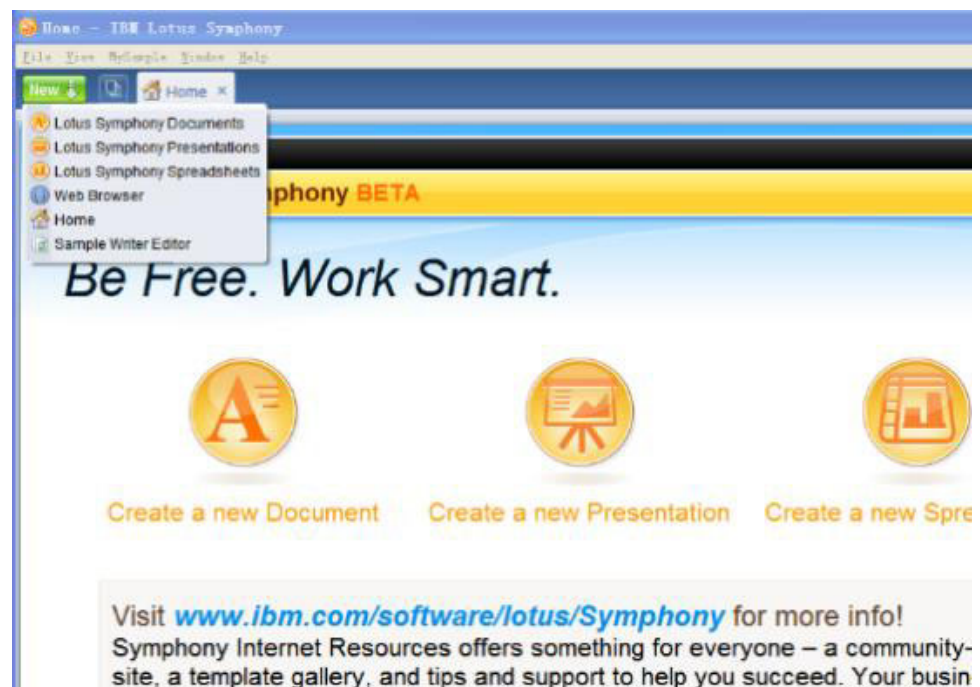 Home - IBM Lotus Symphony
File View MySample Window Help
New Home ×
Lotus Symphony Documents
Lotus Symphony Presentations
Lotus Symphony Spreadsheets
Web Browser
Home
Sample Writer Editor
phony BETA
Be Free. Work Smart.
A
Create a new Document Create a new Presentation Create a new Spre
Visit www.ibm.com/software/lotus/Symphony for more info!
Symphony Internet Resources offers something for everyone – a community-
site, a template gallery, and tips and support to help you succeed. Your busin